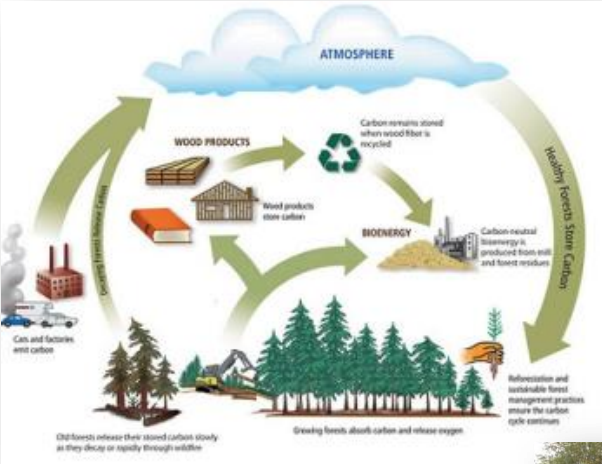 ATMOSPHERE
WOOD PRODUCTS
Carbon remains stored
when wood fiber is
recycled
Wood products
store carbon
BIOENERGY
Carbon-neutral
bioenergy is
produced from mill
and forest residues
Healthy Forests Store Carbon
Forests Release Carbon
Cars and factories
emit carbon
Old forests release their stored carbon slowly
as they decay or rapidly through wildfire
Growing forests absorb carbon and release oxygen
Reforestation and
sustainable forest
management practices
ensure the carbon
cycle continues